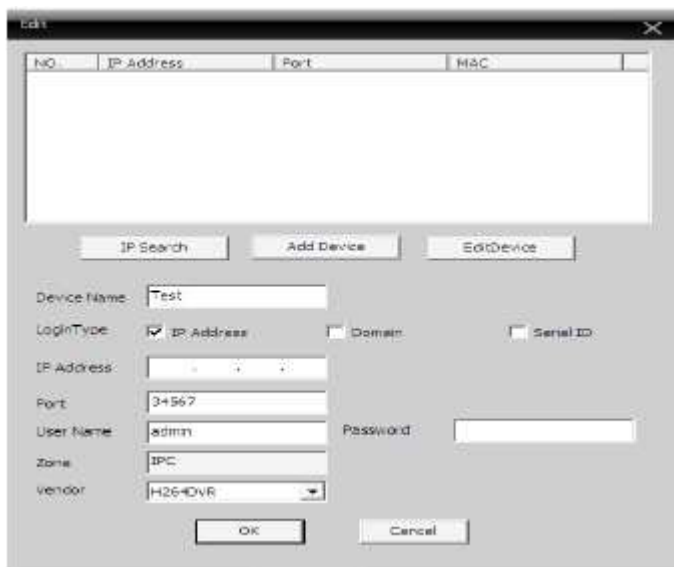 Edit
NO. IP Address Port MAC
IP Search Add Device EditDevice
Device Name Test
LoginType IP Address Domain Serial ID
IP Address . . .
Port 34567
User Name admin Password
Zone IPC
Vendor H264DVR
OK Cancel